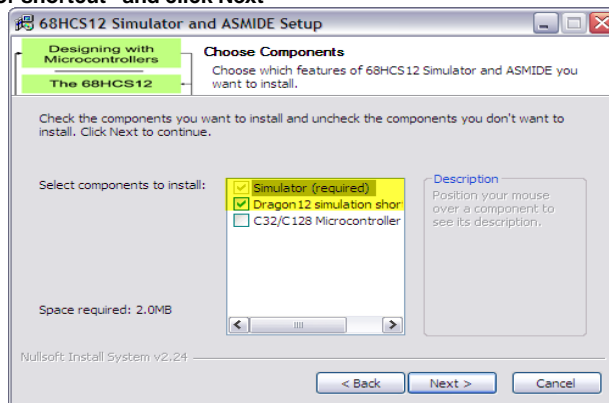 or shortcut" and click Next
68HCS12 Simulator and ASMIDE Setup
Designing with
Microcontrollers
The 68HCS12
Choose Components
Choose which features of 68HCS12 Simulator and ASMIDE you
want to install.
Check the components you want to install and uncheck the components you don't want to
install. Click Next to continue.
Select components to install:
Simulator (required)
Dragon12 simulation shor
C32/C128 Microcontroller
Description
Position your mouse
over a component to
see its description.
Space required: 2.0MB
Nullsoft Install System v2.24
< Back
Next >
Cancel